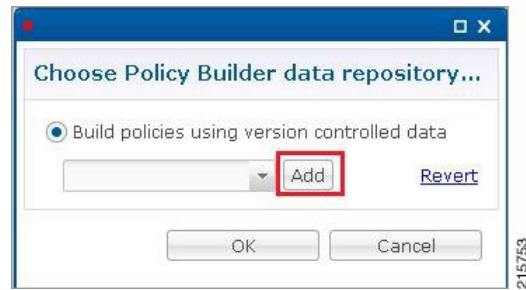 Choose Policy Builder data repository...
Build policies using version controlled data
Add Revert
OK Cancel
215753